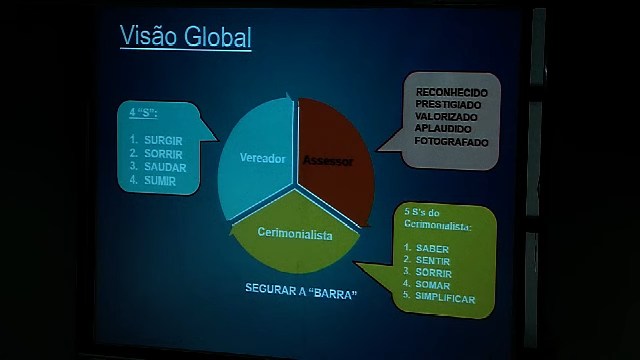 Visão Global
4 "S":
1. SURGIR
2. SORRIR
3. SAUDAR
4. SUMIR
Vereador
Assessor
RECONHECIDO
PRESTIGIADO
VALORIZADO
APLAUDIDO
FOTOGRAFADO
Cerimonialista
SEGURAR A "BARRA"
5 S's do
Cerimonialista:
1. SABER
2. SENTIR
3. SORRIR
4. SOMAR
5. SIMPLIFICAR